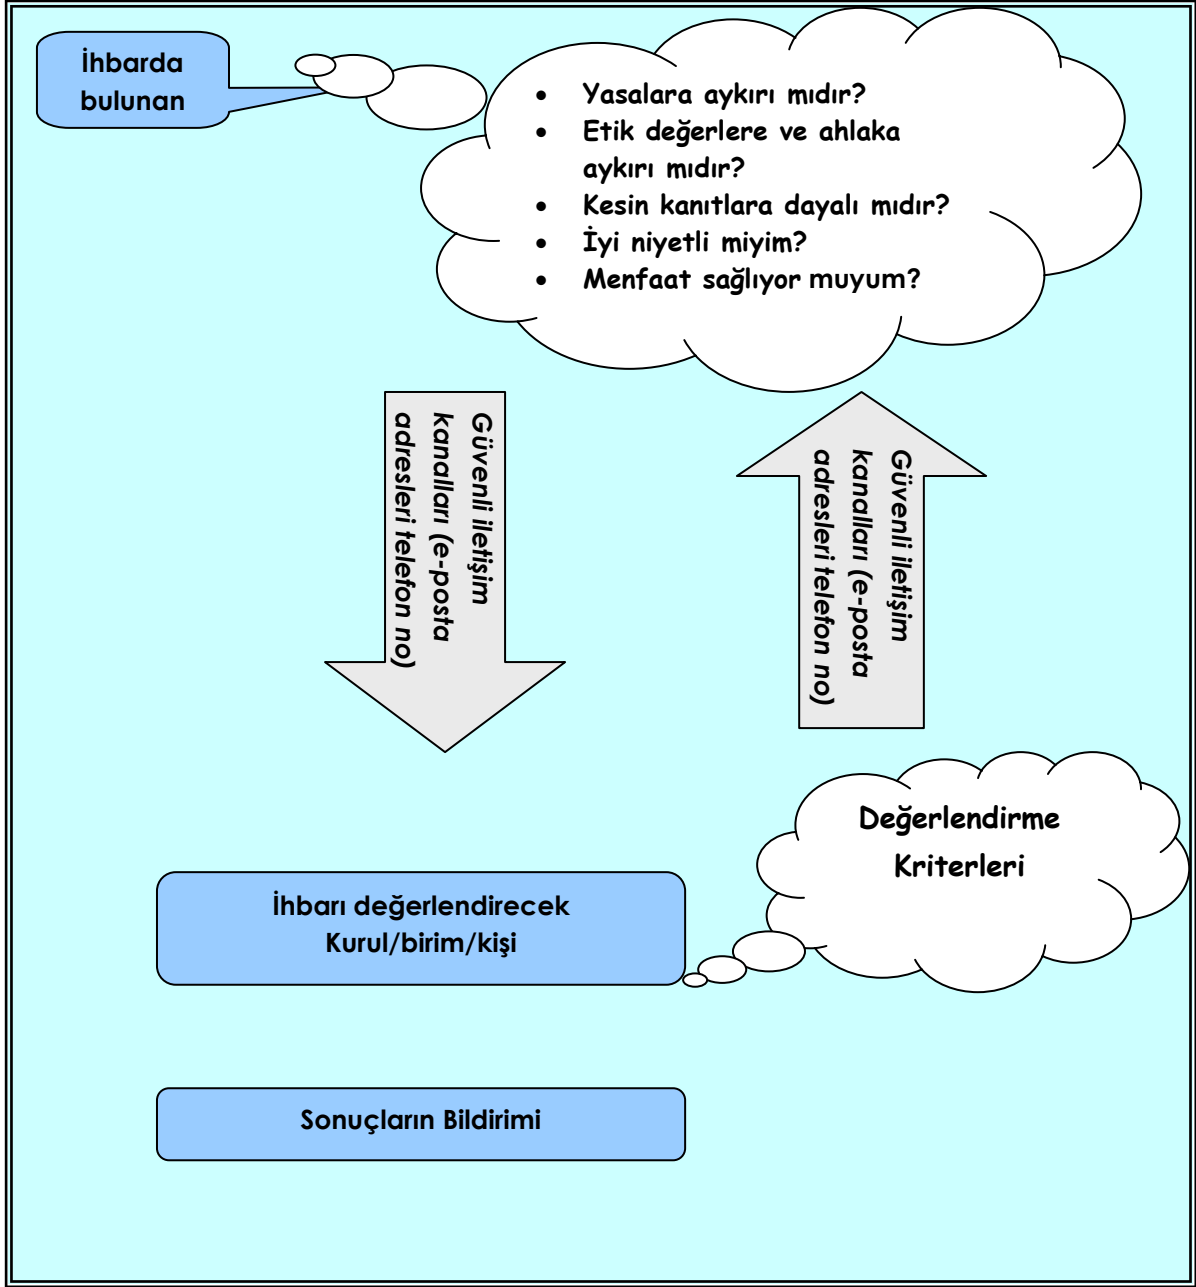 İhbarda
bulunan
• Yasalara aykırı mıdır?
• Etik değerlere ve ahlaka
aykırı mıdır?
• Kesin kanıtlara dayalı mıdır?
• İyi niyetli miyim?
• Menfaat sağlıyor muyum?
Güvenli iletişim
kanalları (e-posta
adresleri telefon no)
Güvenli iletişim
kanalları (e-posta
adresleri telefon no)
Değerlendirme
Kriterleri
İhbarı değerlendirecek
Kurul/birim/kişi
Sonuçların Bildirimi